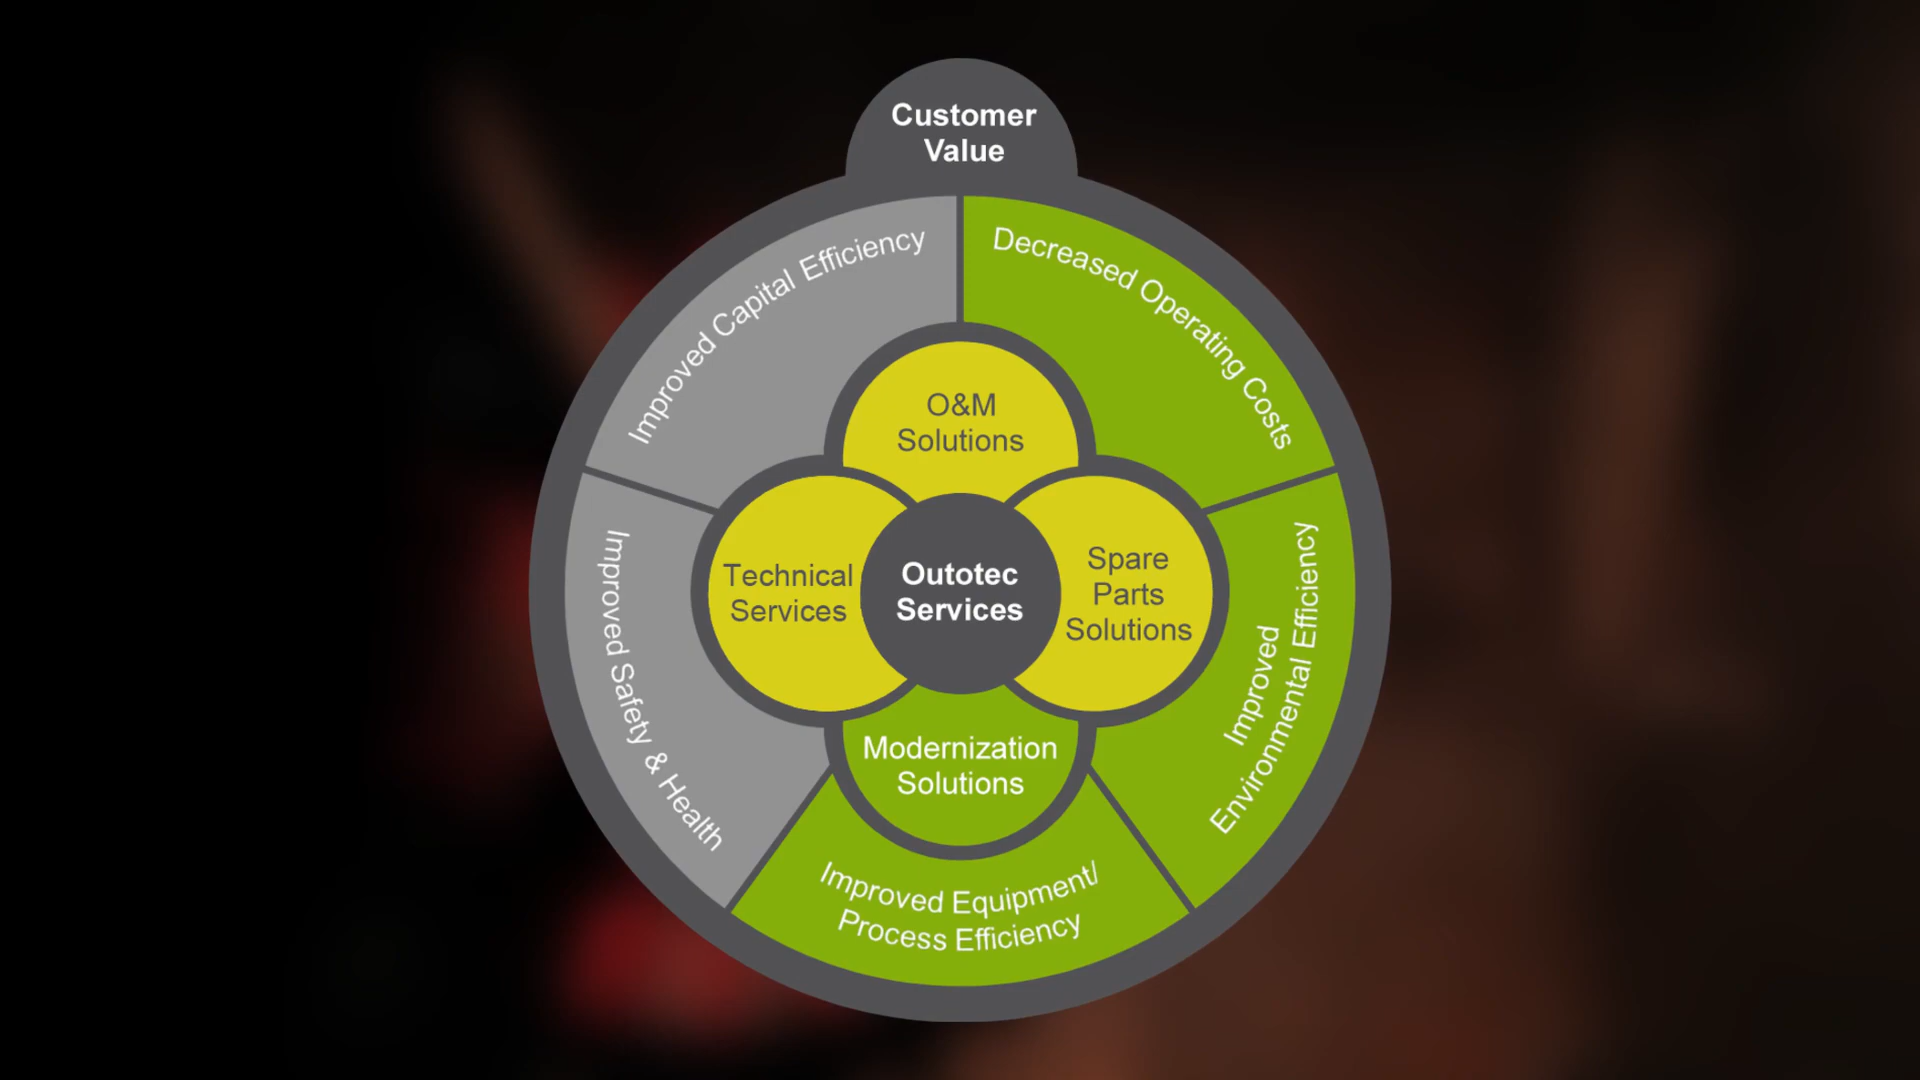 Customer
Value
Improved Capital Efficiency
Decreased Operating Costs
O&M
Solutions
Technical
Services
Outotec
Services
Spare
Parts
Solutions
Improved Safety & Health
Improved
Environmental Efficiency
Modernization
Solutions
Improved Equipment/
Process Efficiency